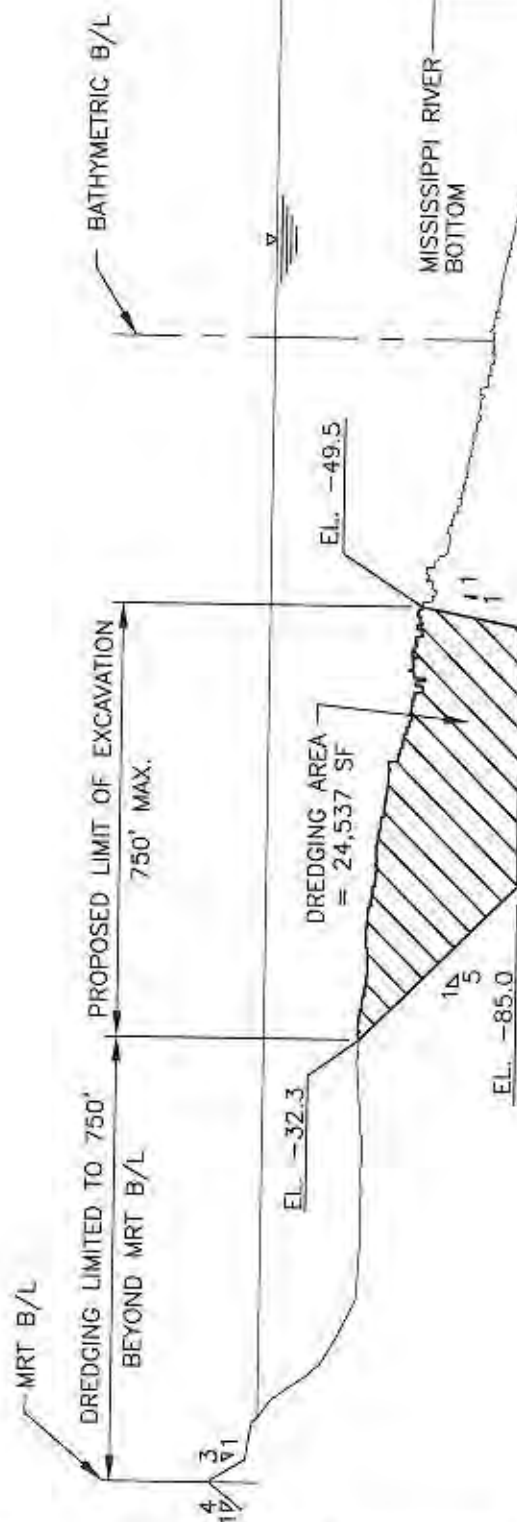 MRT B/L
DREDGING LIMITED TO 750'
BEYOND MRT B/L
PROPOSED LIMIT OF EXCAVATION
750' MAX.
BATHYMETRIC B/L
4
1
3
1
EL. -32.3
DREDGING AREA
= 24,537 SF
EL. -49.5
MISSISSIPPI RIVER
BOTTOM
1
5
1
1
EL. -85.0